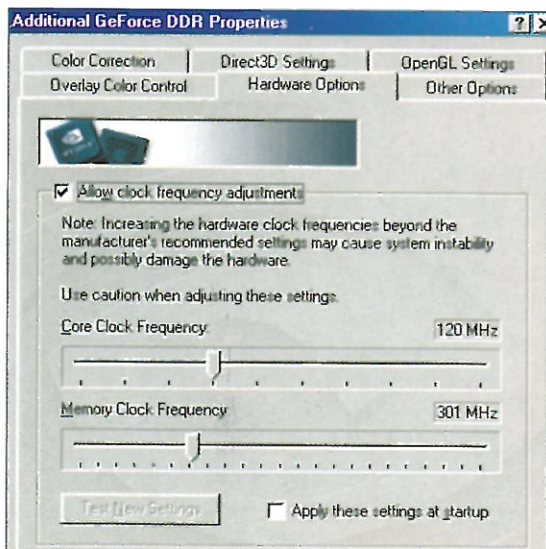 Additional GeForce DDR Properties
Color Correction
Direct3D Settings
OpenGL Settings
Overlay Color Control
Hardware Options
Other Options
Allow clock frequency adjustments
Note: Increasing the hardware clock frequencies beyond the
manufacturer's recommended settings may cause system instability
and possibly damage the hardware.
Use caution when adjusting these settings.
Core Clock Frequency:
120 MHz
Memory Clock Frequency
301 MHz
Test New Settings
Apply these settings at startup